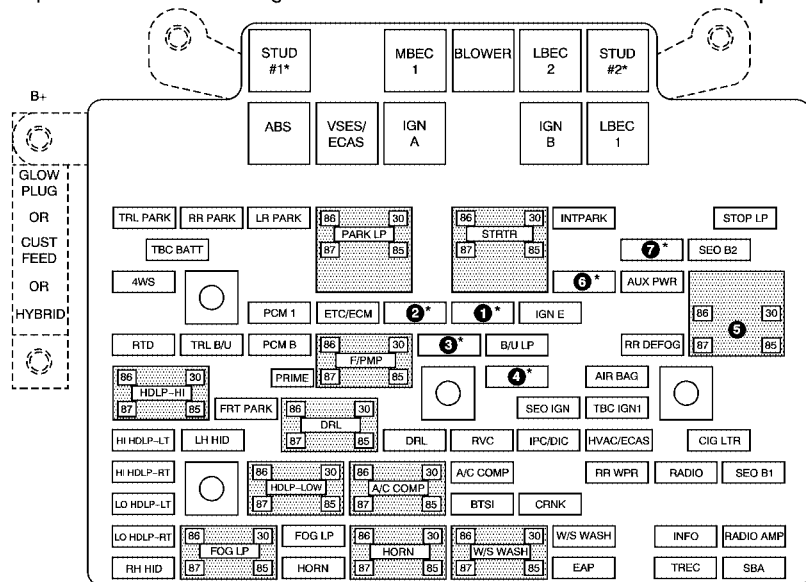 STUD #1* MBEC 1 BLOWER LBEC 2 STUD #2*
B+
ABS VSES/ECAS IGN A IGN B LBEC 1
GLOW PLUG OR CUST FEED OR HYBRID
TRL PARK RR PARK LR PARK 86 30 PARK LP 87 85 86 30 STRTR 87 85 INTPARK STOP LP
TBC BATT 7* SEO B2
4WS 6* AUX PWR
PCM 1 ETC/ECM 2* 1* IGN E 86 30 5 87 85
RTD TRL B/U PCM B 86 30 F/PMP 87 85 3* B/U LP RR DEFOG
86 30 HDLP-HI 87 85 PRIME 4* AIR BAG
FRT PARK 86 30 DRL 87 85 SEO IGN TBC IGN1
HI HDLP-LT LH HID DRL RVC IPC/DIC HVAC/ECAS CIG LTR
HI HDLP-RT 86 30 HDLP-LOW 87 85 86 30 A/C COMP 87 85 A/C COMP RR WPR RADIO SEO B1
LO HDLP-LT BTSI CRNK
LO HDLP-RT 86 30 FOG LP 87 85 FOG LP 86 30 HORN 87 85 86 30 W/S WASH 87 85 W/S WASH INFO RADIO AMP
RH HID HORN EAP TREC SBA